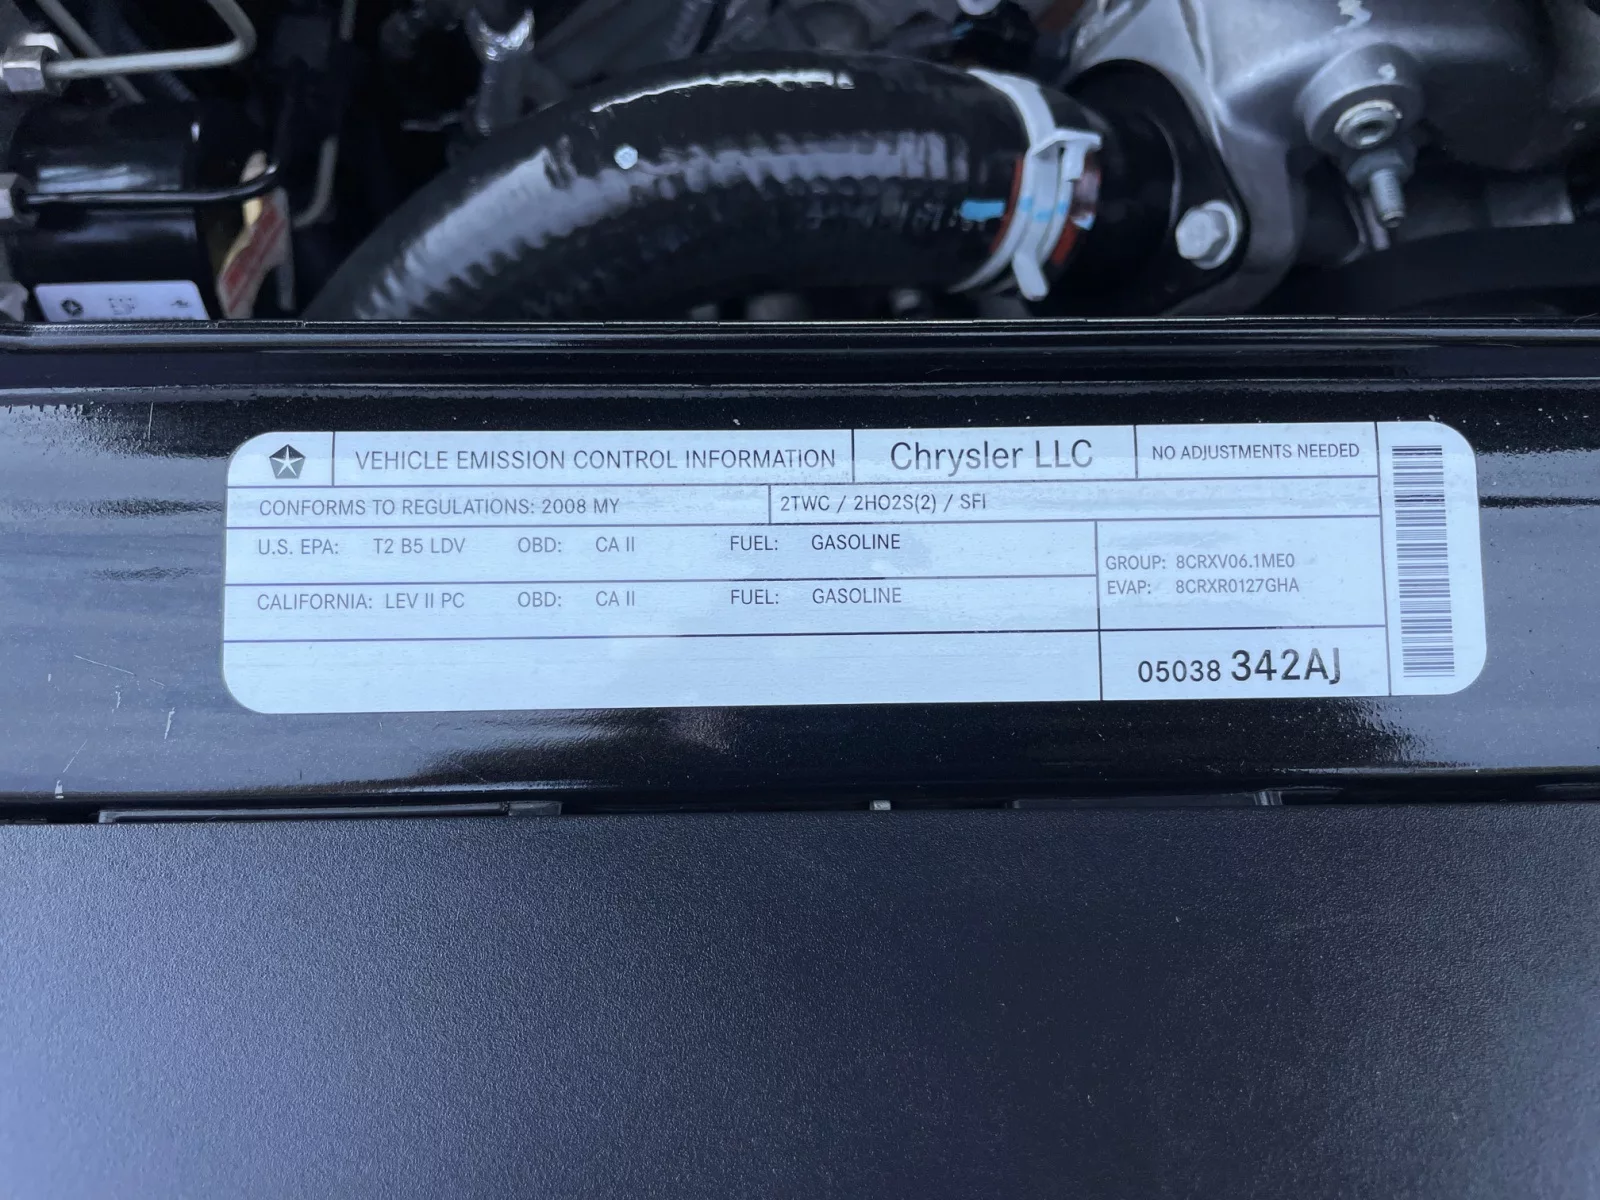 VEHICLE EMISSION CONTROL INFORMATION
Chrysler LLC
NO ADJUSTMENTS NEEDED
CONFORMS TO REGULATIONS: 2008 MY
2TWC / 2HO2S(2) / SFI
U.S. EPA: T2 B5 LDV OBD: CA II FUEL: GASOLINE
CALIFORNIA: LEV II PC OBD: CA II FUEL: GASOLINE
GROUP: 8CRXV06.1ME0
EVAP: 8CRXR0127GHA
05038 342AJ